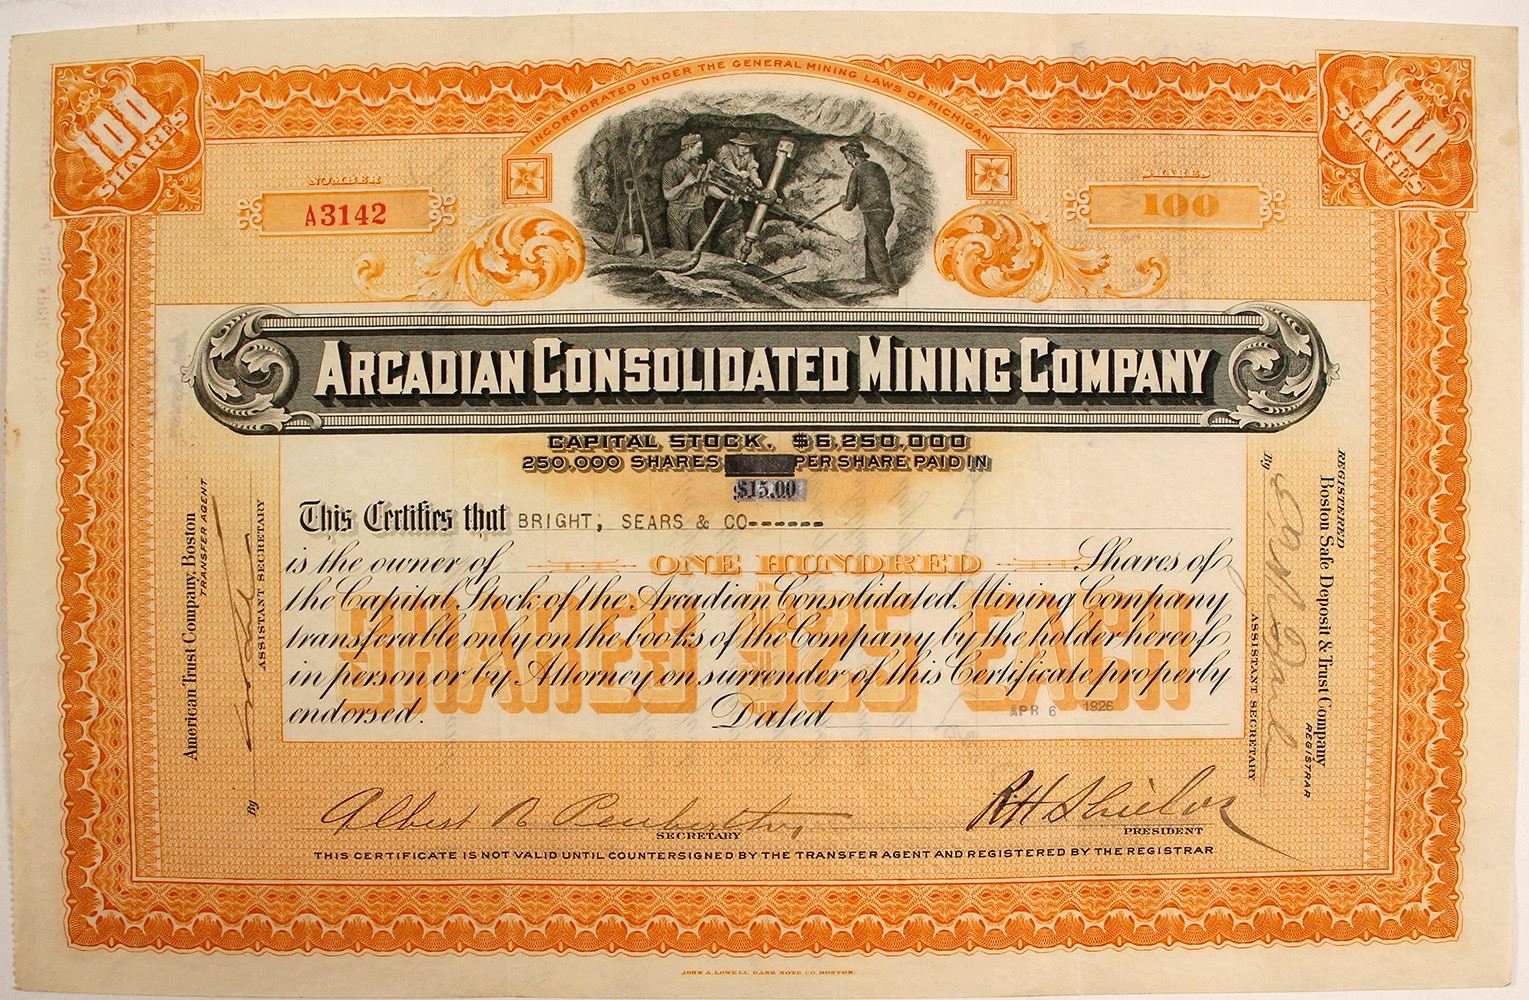 INCORPORATED UNDER THE GENERAL MINING LAWS OF MICHIGAN
100 SHARES
100 SHARES
NUMBER
A3142
SHARES
100
ARCADIAN CONSOLIDATED MINING COMPANY
CAPITAL STOCK, $6,250,000
250,000 SHARES PER SHARE PAID IN
$15.00
This Certifies that BRIGHT, SEARS & CO------
is the owner of ONE HUNDRED Shares of
the Capital Stock of the Arcadian Consolidated Mining Company
transferable only on the books of the Company by the holder hereof
in person or by Attorney on surrender of this Certificate properly
endorsed. Dated APR 6 1926
SHARES $25 EACH
American Trust Company, Boston
TRANSFER AGENT
By
ASSISTANT SECRETARY
REGISTERED
Boston Safe Deposit & Trust Company
REGISTRAR
By
ASSISTANT SECRETARY
Albert R. Pemberthy
SECRETARY
R H Shields
PRESIDENT
THIS CERTIFICATE IS NOT VALID UNTIL COUNTERSIGNED BY THE TRANSFER AGENT AND REGISTERED BY THE REGISTRAR
JOHN A. LOWELL BANK NOTE CO. BOSTON.